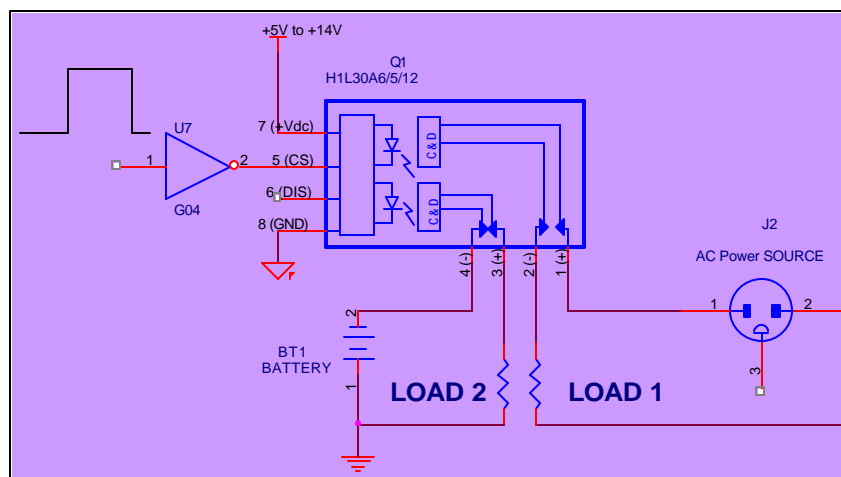 +5V to +14V
Q1
H1L30A6/5/12
U7
1
2
G04
7 (+Vdc)
5 (CS)
6 (DIS)
8 (GND)
C & D
C & D
4 (-)
3 (+)
2 (-)
1 (+)
J2
AC Power SOURCE
1
2
3
2
BT1
BATTERY
1
LOAD 2
LOAD 1